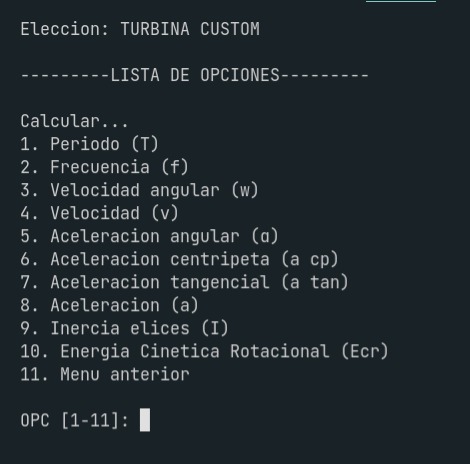 Eleccion: TURBINA CUSTOM
---------LISTA DE OPCIONES---------
Calcular...
1. Periodo (T)
2. Frecuencia (f)
3. Velocidad angular (w)
4. Velocidad (v)
5. Aceleracion angular (α)
6. Aceleracion centripeta (a cp)
7. Aceleracion tangencial (a tan)
8. Aceleracion (a)
9. Inercia elices (I)
10. Energia Cinetica Rotacional (Ecr)
11. Menu anterior
OPC [1-11]: